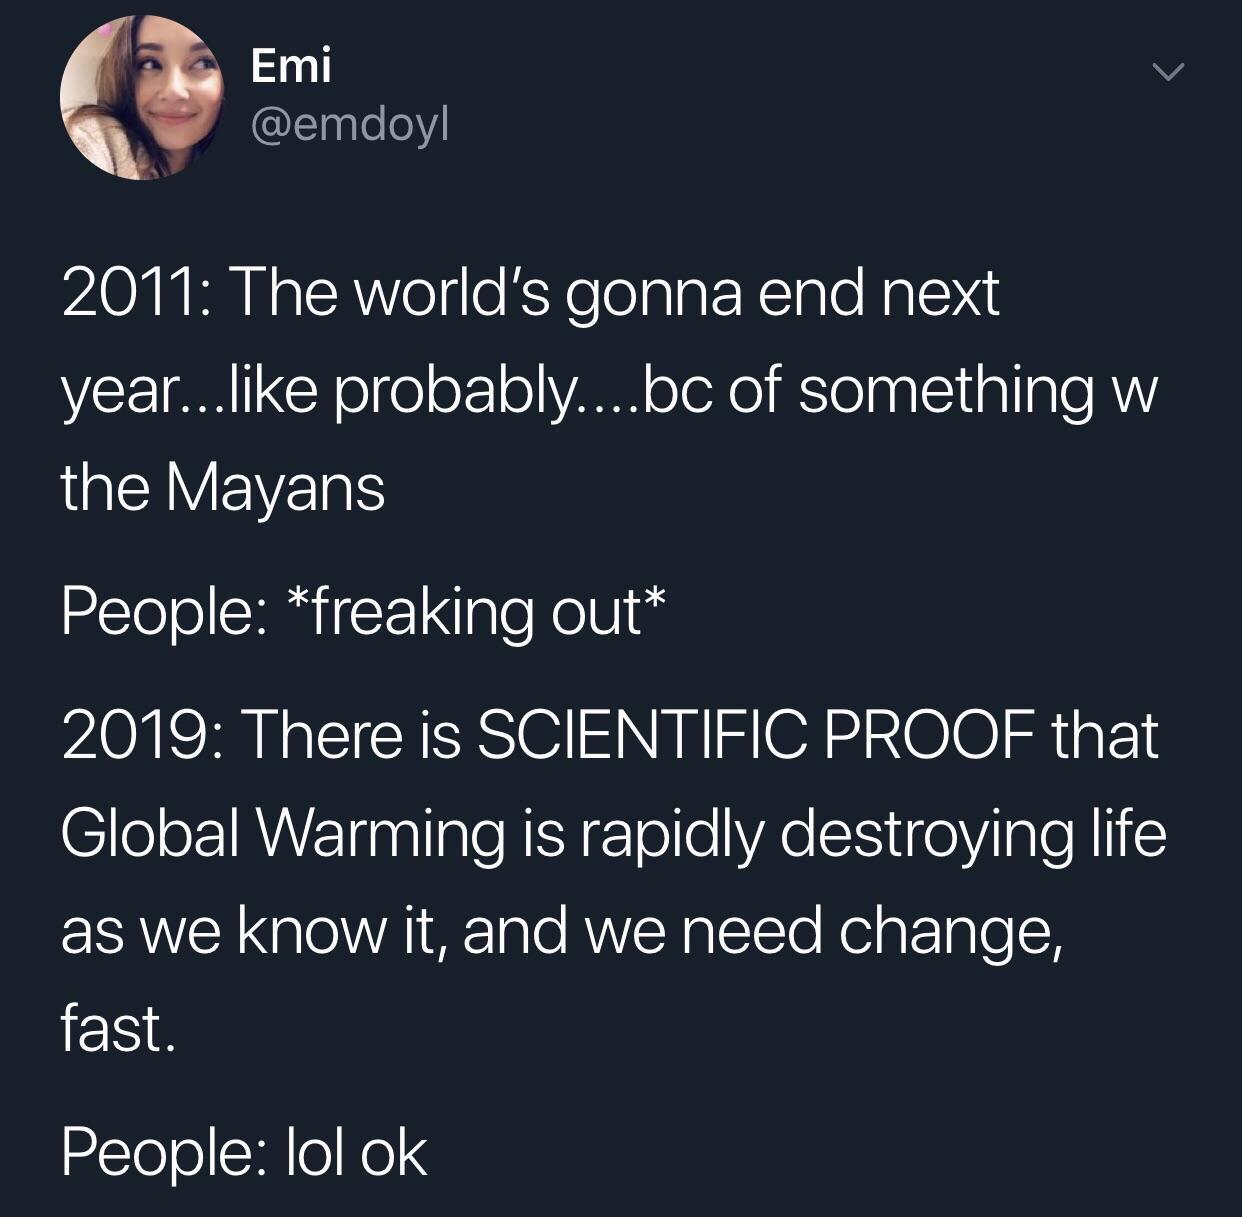 Emi
@emdoyl
2011: The world’s gonna end next
year...like probably....bc of something w
the Mayans
People: *freaking out*
2019: There is SCIENTIFIC PROOF that
Global Warming is rapidly destroying life
as we know it, and we need change,
fast.
People: lol ok